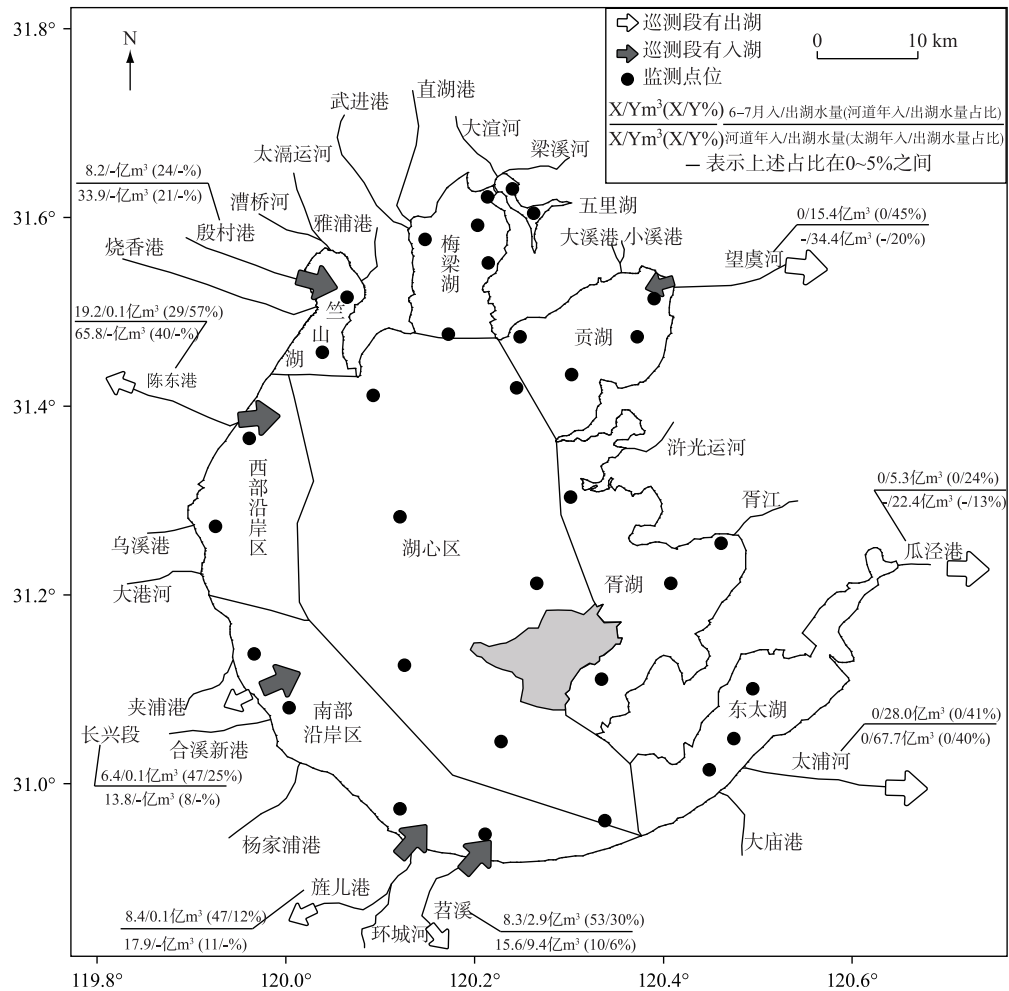 31.8°
31.6°
31.4°
31.2°
31.0°
119.8°
120.0°
120.2°
120.4°
120.6°
N
巡测段有出湖
巡测段有入湖
监测点位
0
10 km
X/Ym³(X/Y%)
6-7月入/出湖水量(河道年入/出湖水量占比)
X/Ym³(X/Y%)
河道年入/出湖水量(太湖年入/出湖水量占比)
－ 表示上述占比在0~5%之间
直湖港
武进港
大渲河
梁溪河
太滆运河
五里湖
漕桥河
雅浦港
8.2/-亿m³ (24/-%)
33.9/-亿m³ (21/-%)
殷村港
烧香港
大溪港
小溪港
望虞河
0/15.4亿m³ (0/45%)
-/34.4亿m³ (-/20%)
梅梁湖
竺山湖
贡湖
19.2/0.1亿m³ (29/57%)
65.8/-亿m³ (40/-%)
陈东港
浒光运河
西部沿岸区
湖心区
胥江
0/5.3亿m³ (0/24%)
-/22.4亿m³ (-/13%)
瓜泾港
乌溪港
大港河
胥湖
夹浦港
长兴段
合溪新港
南部沿岸区
6.4/0.1亿m³ (47/25%)
13.8/-亿m³ (8/-%)
东太湖
0/28.0亿m³ (0/41%)
0/67.7亿m³ (0/40%)
太浦河
大庙港
杨家浦港
旄儿港
8.4/0.1亿m³ (47/12%)
17.9/-亿m³ (11/-%)
环城河
苕溪
8.3/2.9亿m³ (53/30%)
15.6/9.4亿m³ (10/6%)